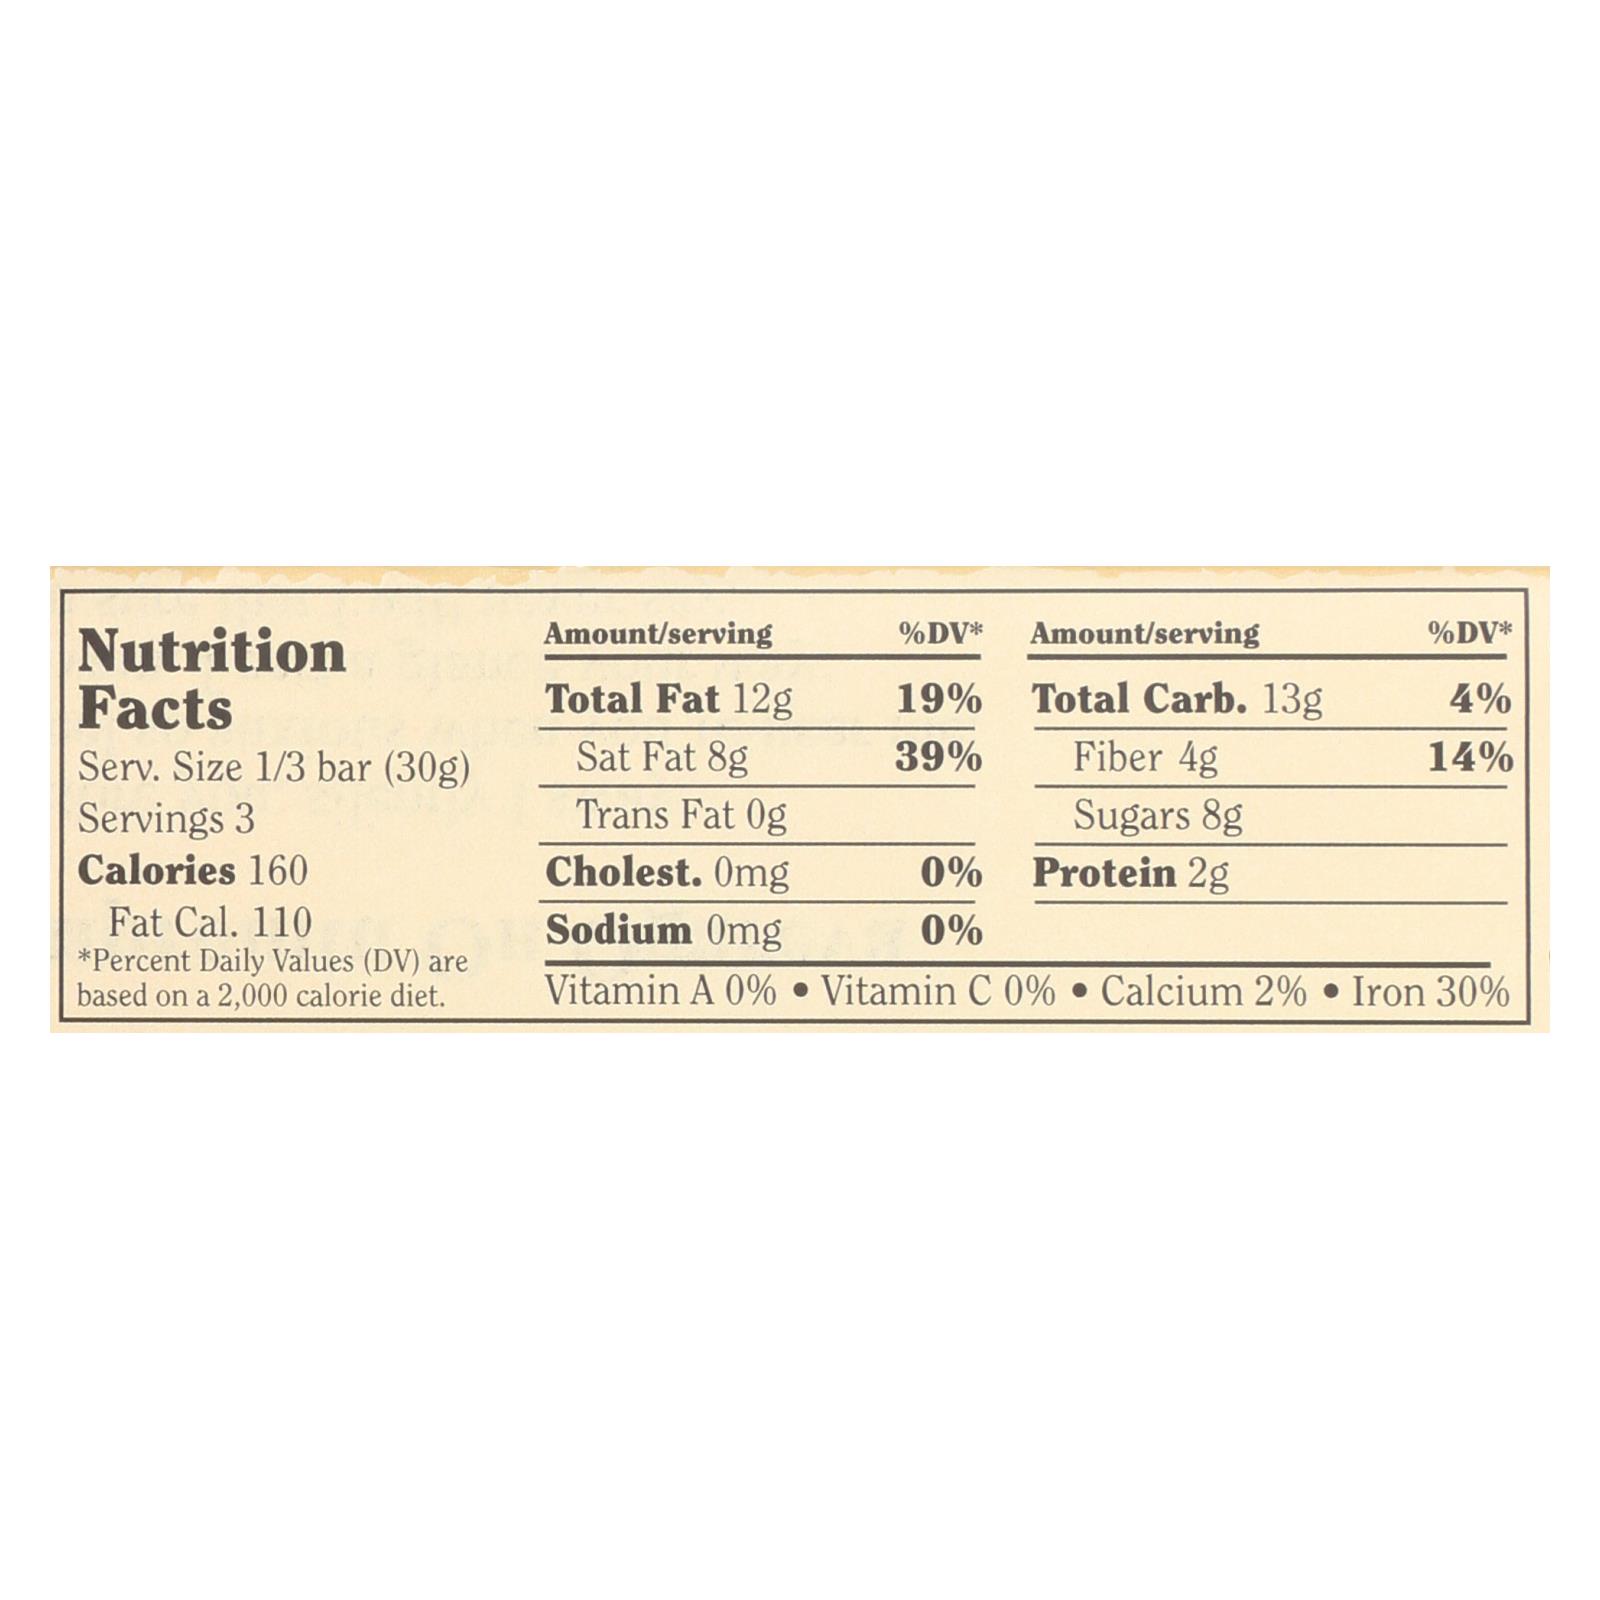 Nutrition
Facts
Serv. Size 1/3 bar (30g)
Servings 3
Calories 160
Fat Cal. 110
*Percent Daily Values (DV) are
based on a 2,000 calorie diet.
Amount/serving %DV*
Total Fat 12g 19%
Sat Fat 8g 39%
Trans Fat 0g
Cholest. 0mg 0%
Sodium 0mg 0%
Amount/serving %DV*
Total Carb. 13g 4%
Fiber 4g 14%
Sugars 8g
Protein 2g
Vitamin A 0% • Vitamin C 0% • Calcium 2% • Iron 30%